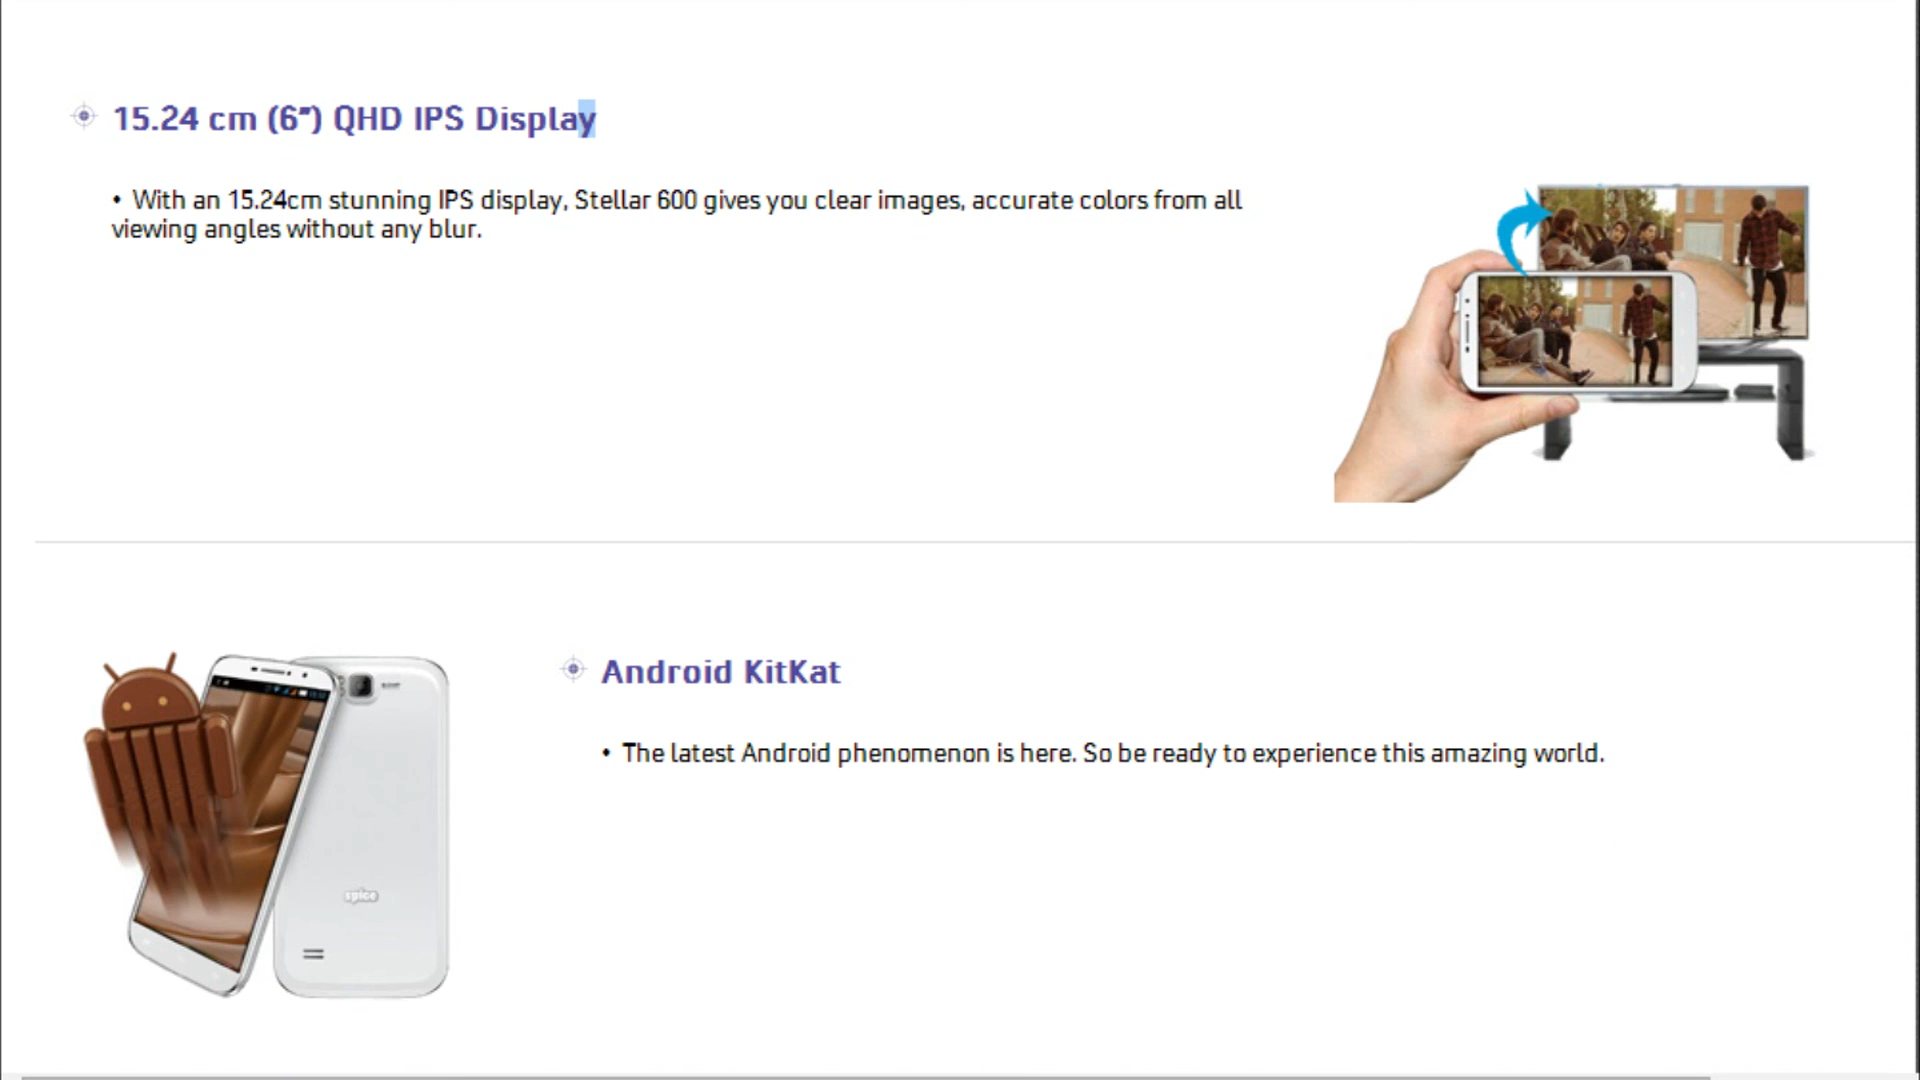 15.24 cm (6") QHD IPS Display
• With an 15.24cm stunning IPS display, Stellar 600 gives you clear images, accurate colors from all
viewing angles without any blur.
Android KitKat
• The latest Android phenomenon is here. So be ready to experience this amazing world.
spice